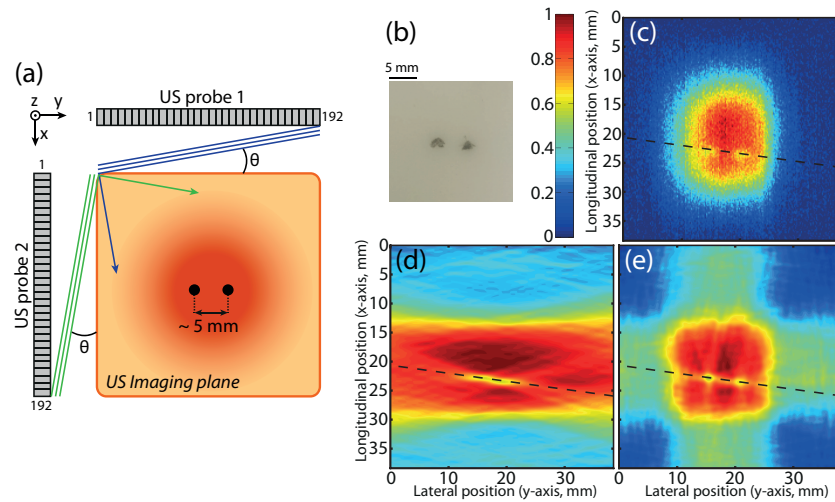 (a)
z
y
x
US probe 1
1
192
θ
1
US probe 2
192
θ
~ 5 mm
US Imaging plane
(b)
5 mm
1
0.8
0.6
0.4
0.2
0
(c)
Longitudinal position (x-axis, mm)
0
5
10
15
20
25
30
35
(d)
Longitudinal position (x-axis, mm)
0
5
10
15
20
25
30
35
0
10
20
30
Lateral position (y-axis, mm)
(e)
0
10
20
30
Lateral position (y-axis, mm)